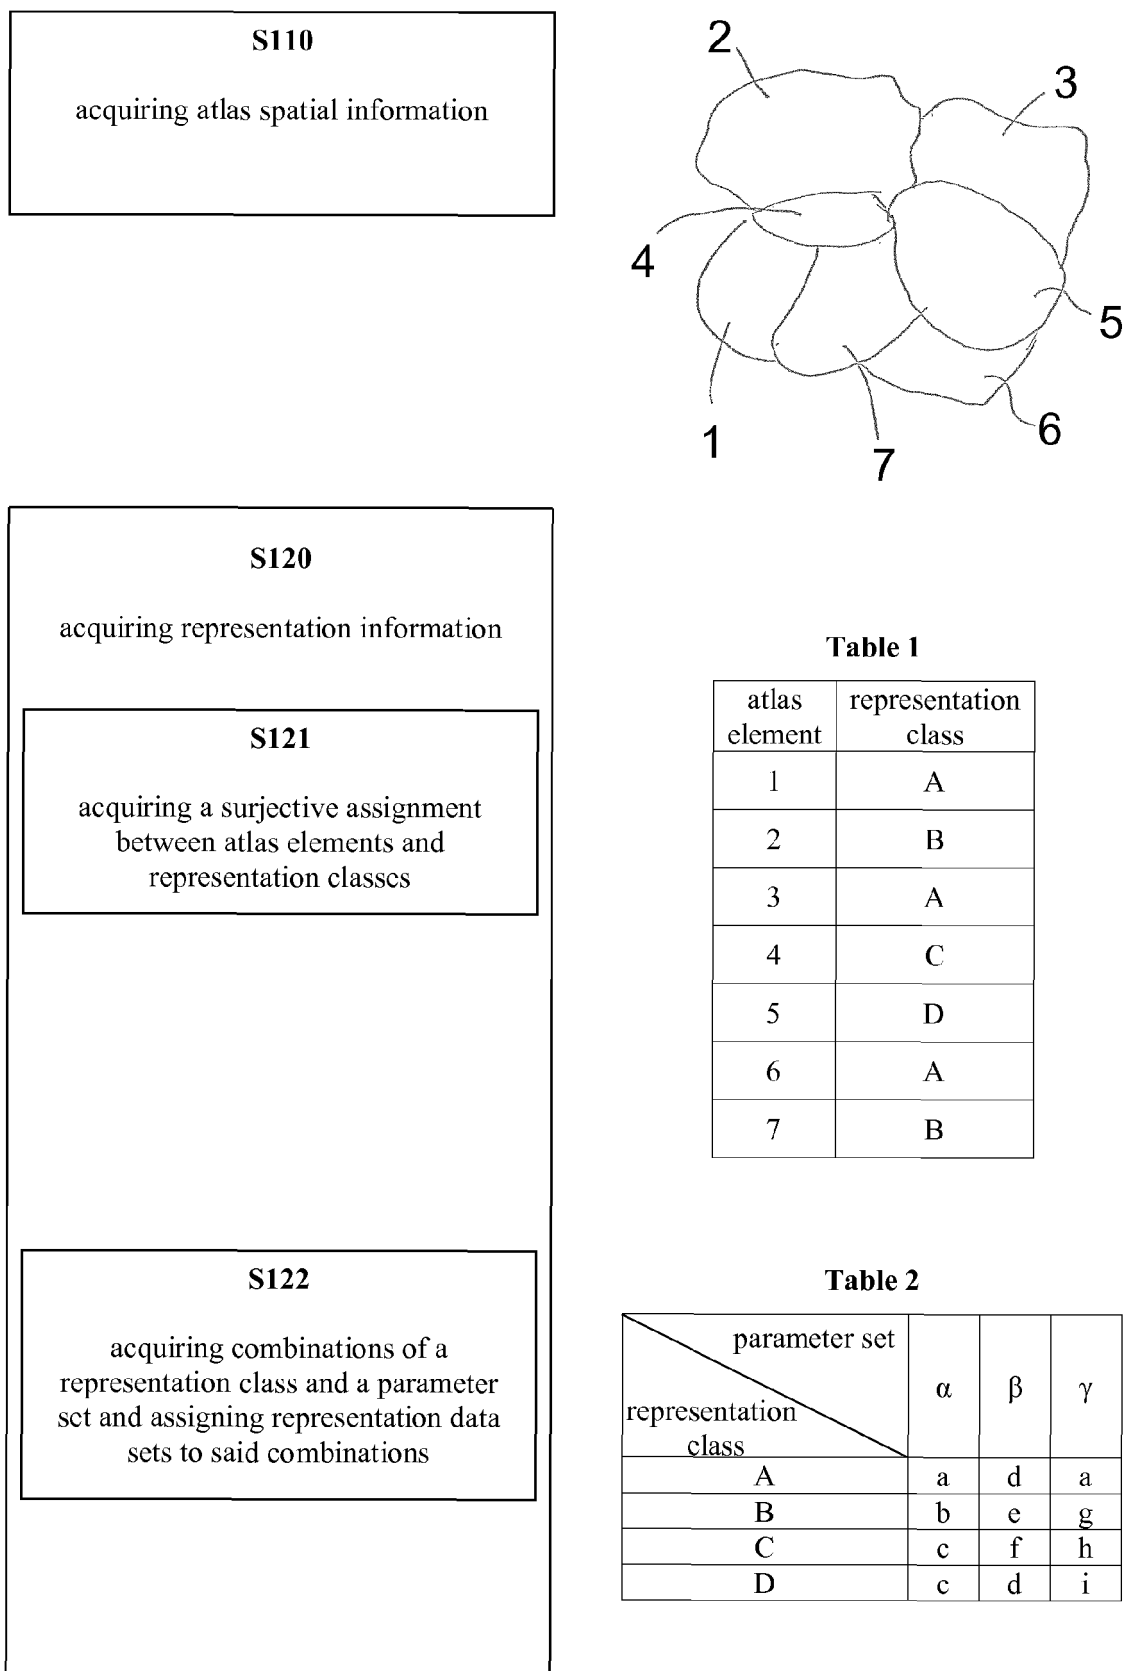 S110
acquiring atlas spatial information
2
3
4
5
1
7
6
S120
acquiring representation information
S121
acquiring a surjective assignment
between atlas elements and
representation classes
Table 1
atlas element representation class
1 A
2 B
3 A
4 C
5 D
6 A
7 B
S122
acquiring combinations of a
representation class and a parameter
set and assigning representation data
sets to said combinations
Table 2
parameter set α β γ
representation
class
A a d a
B b e g
C c f h
D c d i